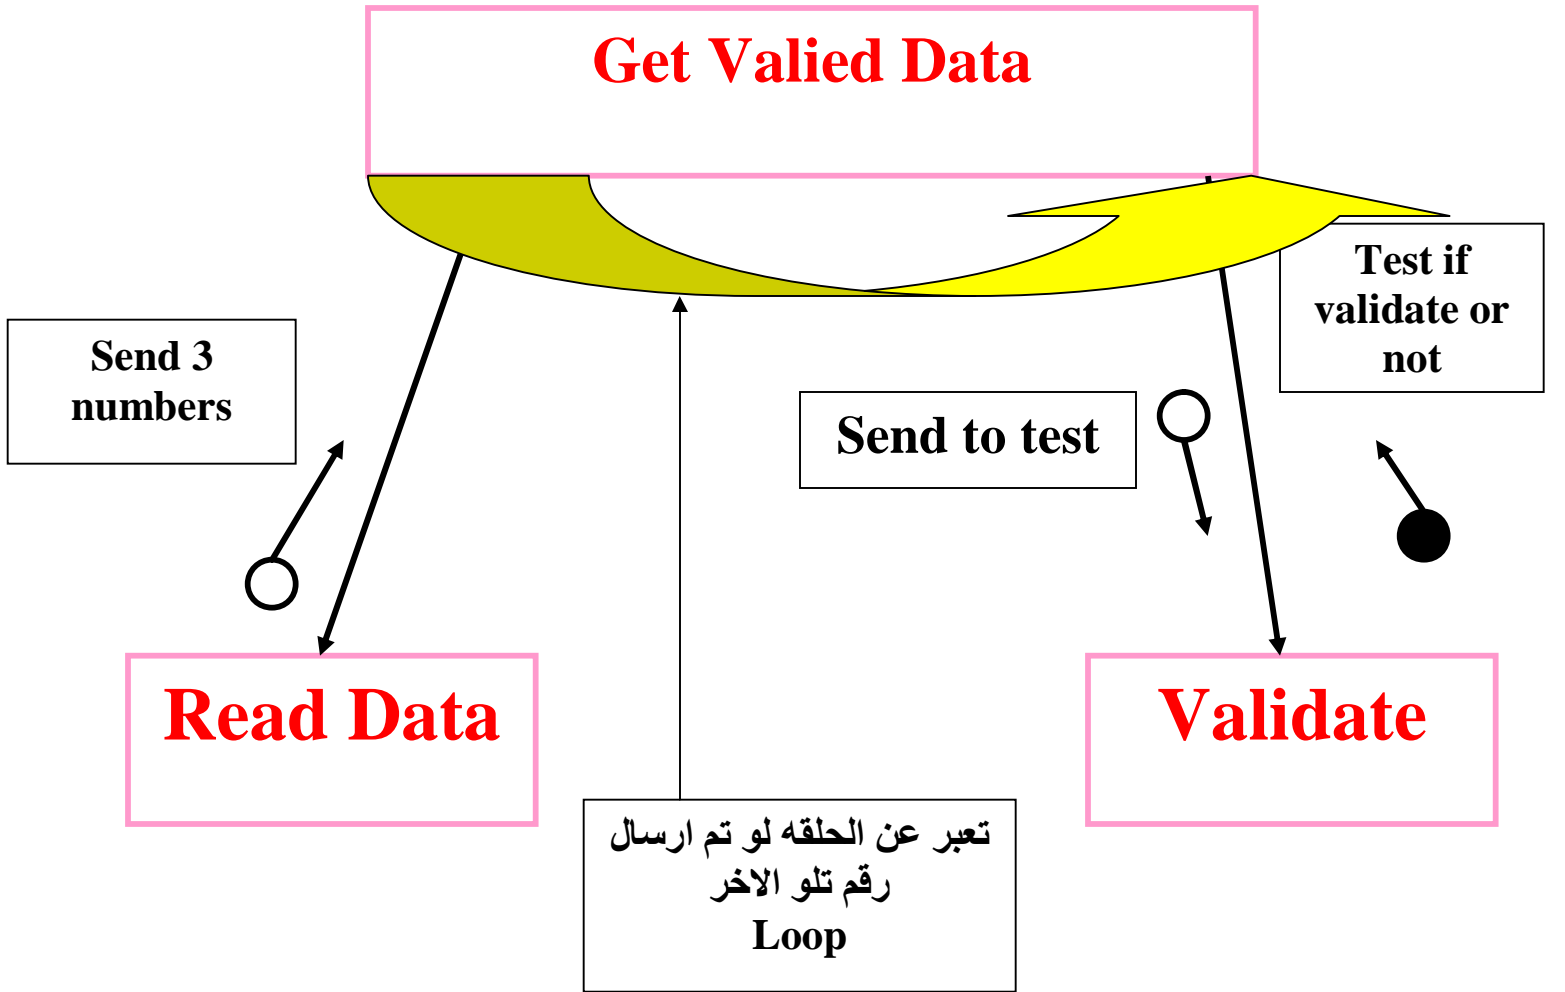 Get Valied Data
Test if
validate or
not
Send 3
numbers
Send to test
Read Data
Validate
تعبر عن الحلقه لو تم ارسال
رقم تلو الاخر
Loop